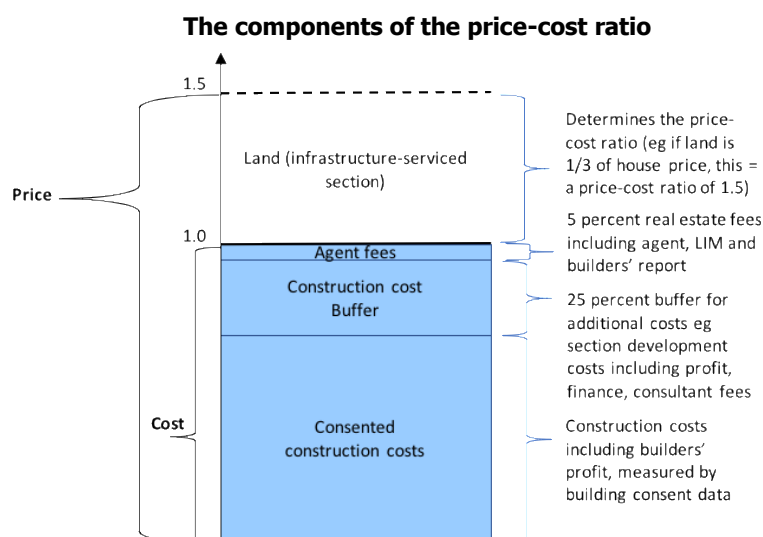 The components of the price-cost ratio
1.5
Land (infrastructure-serviced
section)
Determines the price-
cost ratio (eg if land is
1/3 of house price, this =
a price-cost ratio of 1.5)
Price
1.0
Agent fees
5 percent real estate fees
including agent, LIM and
builders’ report
Construction cost
Buffer
25 percent buffer for
additional costs eg
section development
costs including profit,
finance, consultant fees
Cost
Consented
construction costs
Construction costs
including builders’
profit, measured by
building consent data